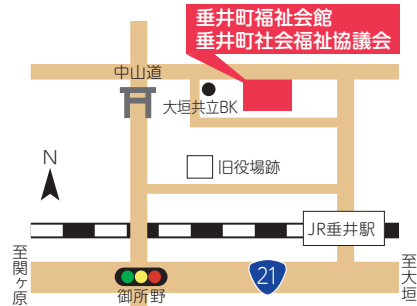 垂井町福祉会館
垂井町社会福祉協議会
中山道
大垣共立BK
N
旧役場跡
JR垂井駅
至関ヶ原
御所野
21
至大垣